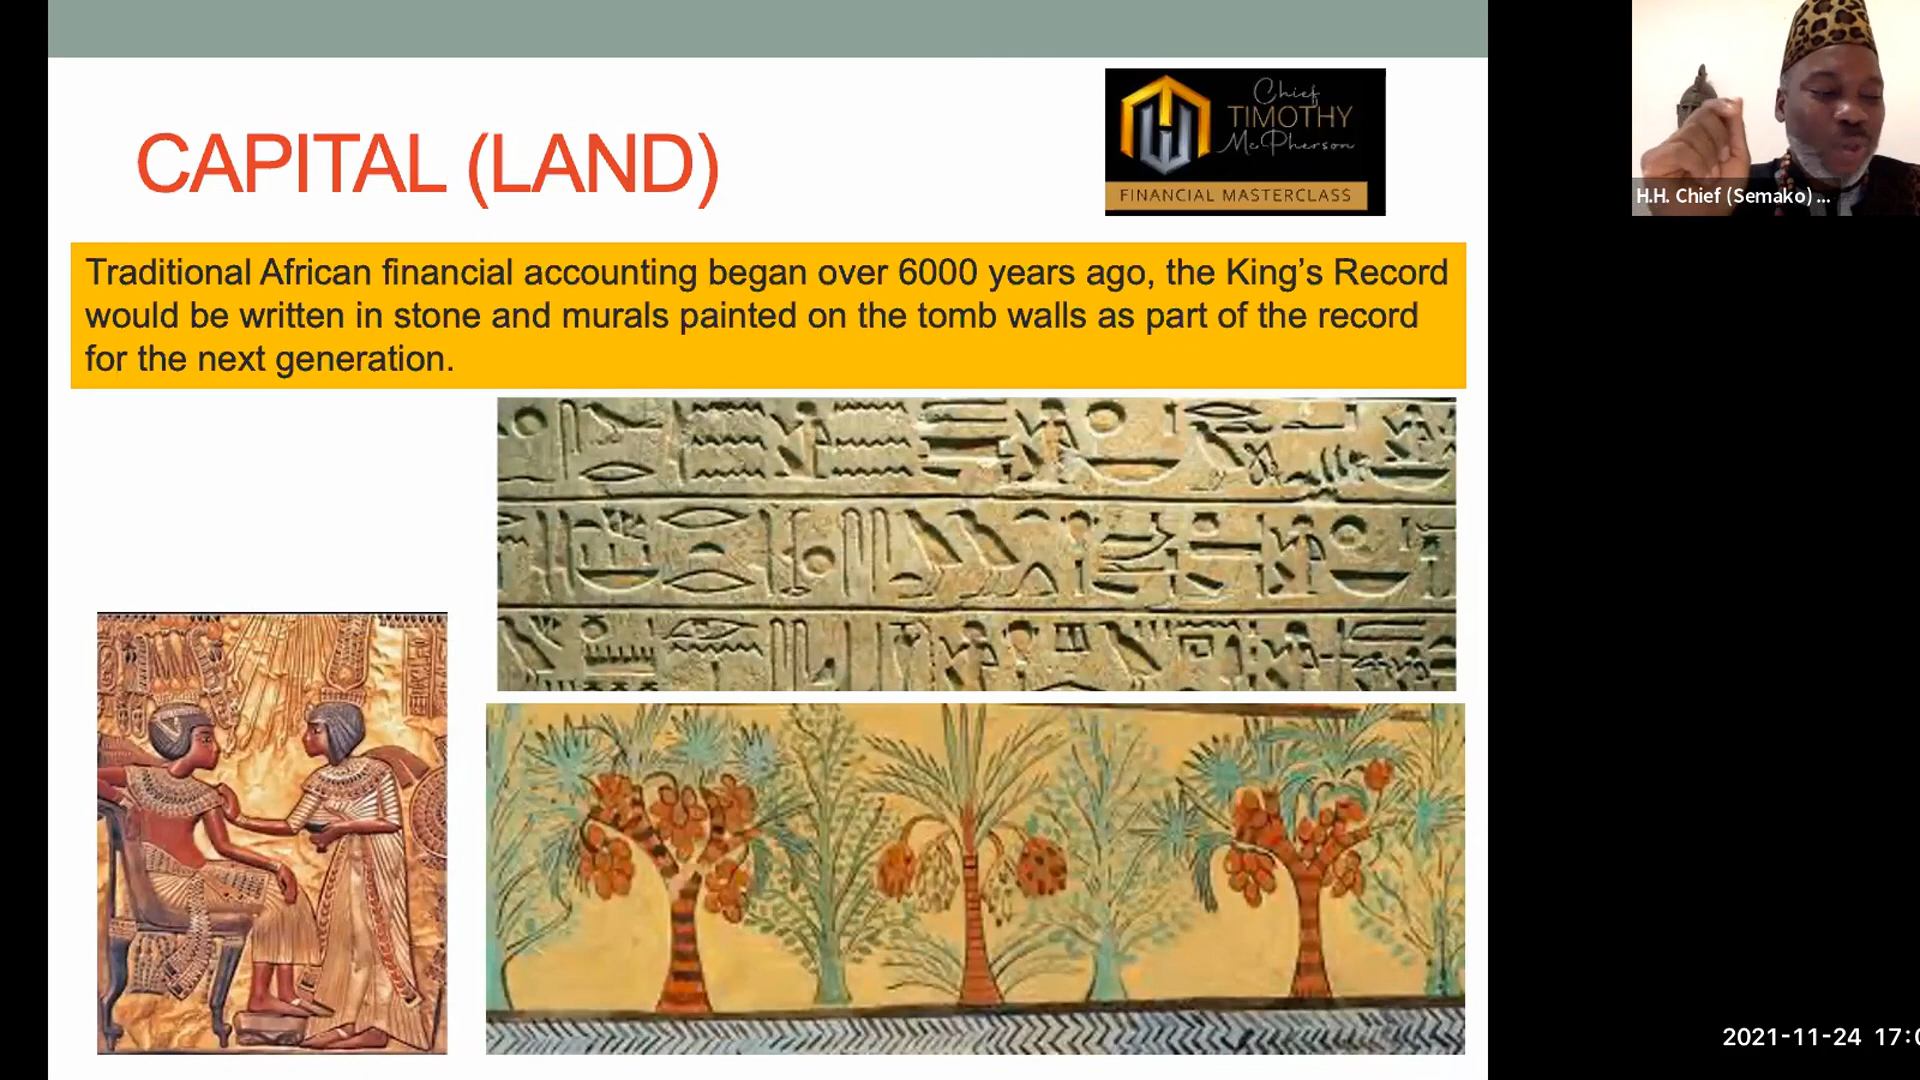 CAPITAL (LAND)
Chief
TIMOTHY
McPherson
FINANCIAL MASTERCLASS
Traditional African financial accounting began over 6000 years ago, the King’s Record
would be written in stone and murals painted on the tomb walls as part of the record
for the next generation.
H.H. Chief (Semako) ...
2021-11-24 17:0